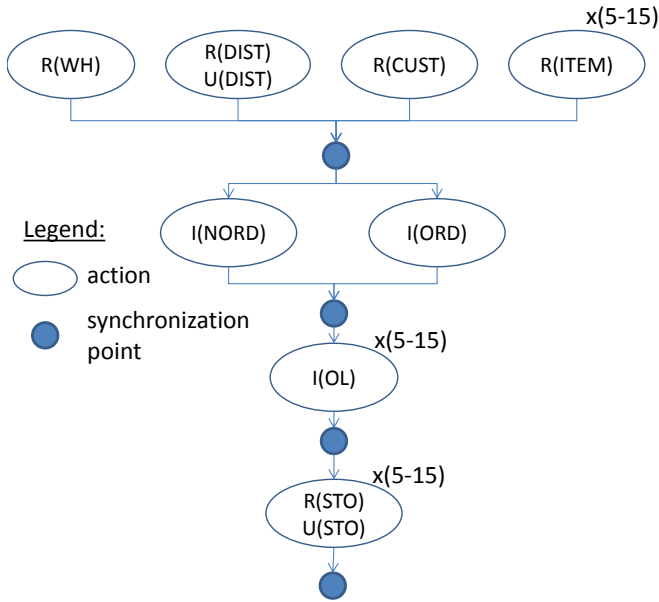 x(5-15)
R(WH)
R(DIST)
U(DIST)
R(CUST)
R(ITEM)
I(NORD)
I(ORD)
Legend:
action
synchronization
point
x(5-15)
I(OL)
x(5-15)
R(STO)
U(STO)